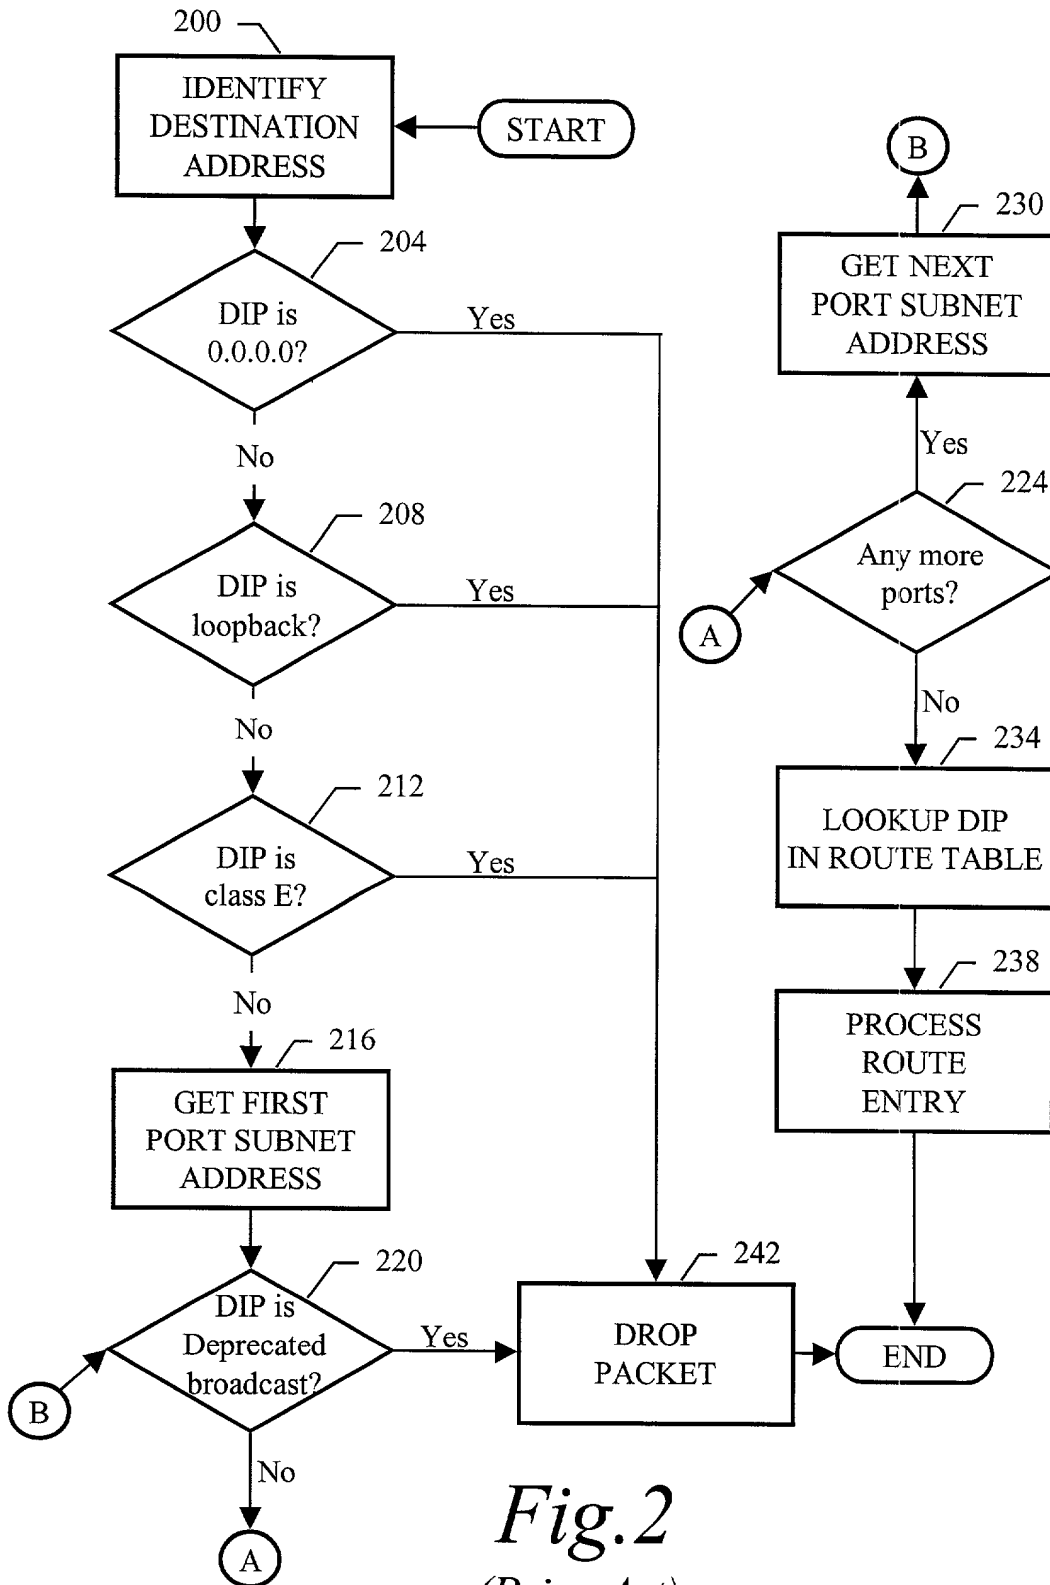 200
IDENTIFY
DESTINATION
ADDRESS
START
204
DIP is
0.0.0.0?
Yes
No
208
DIP is
loopback?
Yes
No
212
DIP is
class E?
Yes
No
216
GET FIRST
PORT SUBNET
ADDRESS
220
DIP is
Deprecated
broadcast?
Yes
B
No
A
242
DROP
PACKET
END
B
230
GET NEXT
PORT SUBNET
ADDRESS
Yes
224
Any more
ports?
A
No
234
LOOKUP DIP
IN ROUTE TABLE
238
PROCESS
ROUTE
ENTRY
Fig.2
(Prior Art)